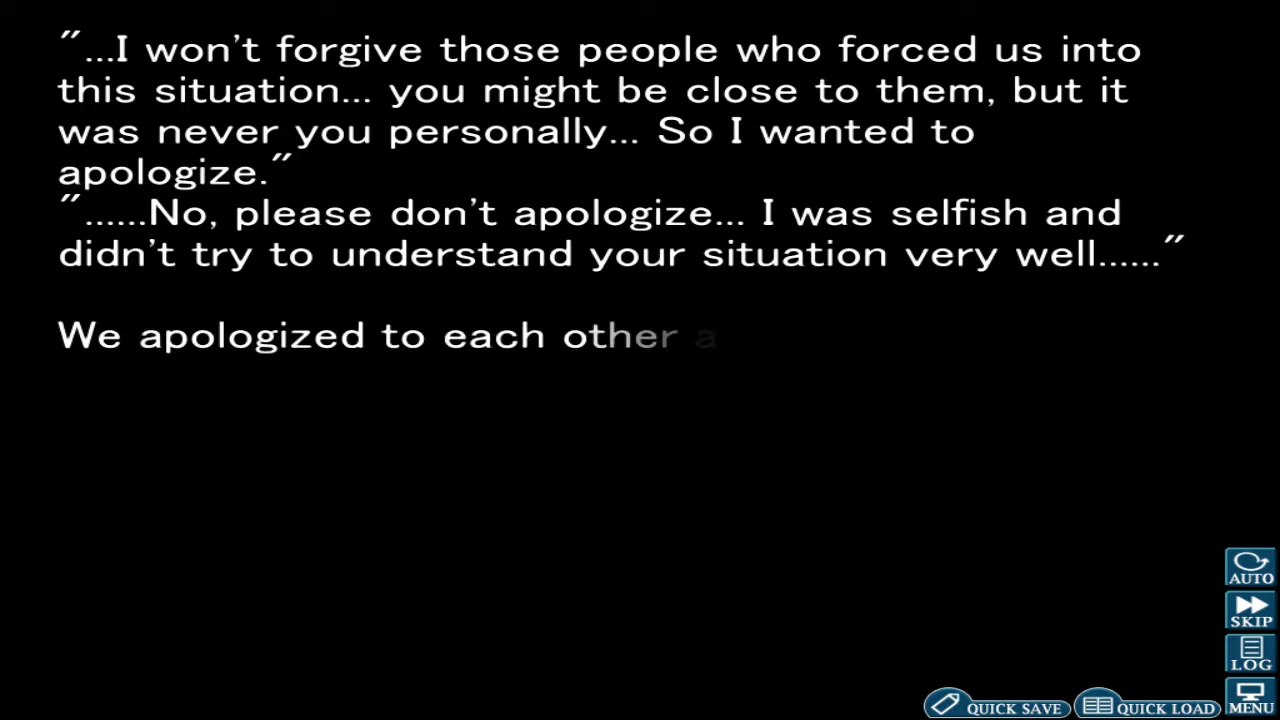 "...I won't forgive those people who forced us into
this situation... you might be close to them, but it
was never you personally... So I wanted to
apologize."
"......No, please don't apologize... I was selfish and
didn't try to understand your situation very well......"
We apologized to each other a
AUTO
SKIP
LOG
MENU
QUICK SAVE
QUICK LOAD